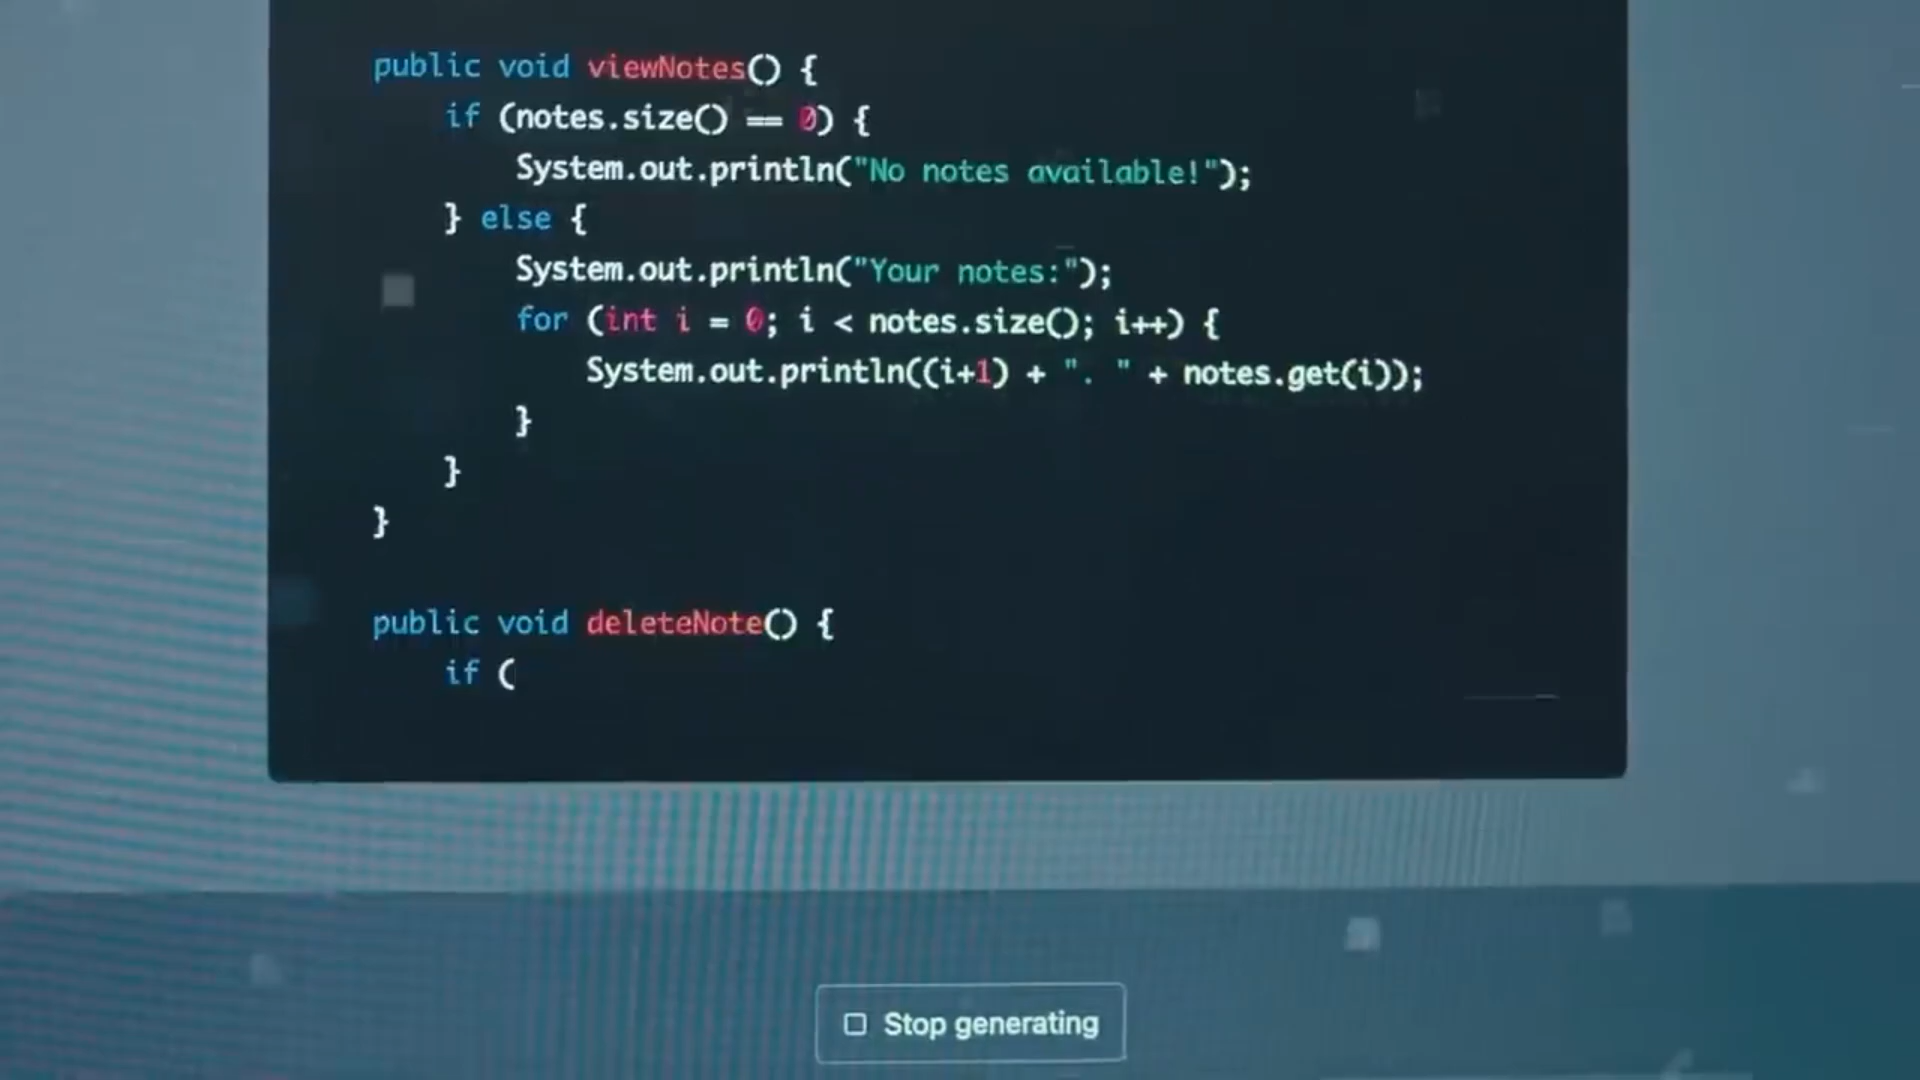 public void viewNotes() {
if (notes.size() == 0) {
System.out.println("No notes available!");
} else {
System.out.println("Your notes:");
for (int i = 0; i < notes.size(); i++) {
System.out.println((i+1) + ". " + notes.get(i));
}
}
}
public void deleteNote() {
if (
Stop generating